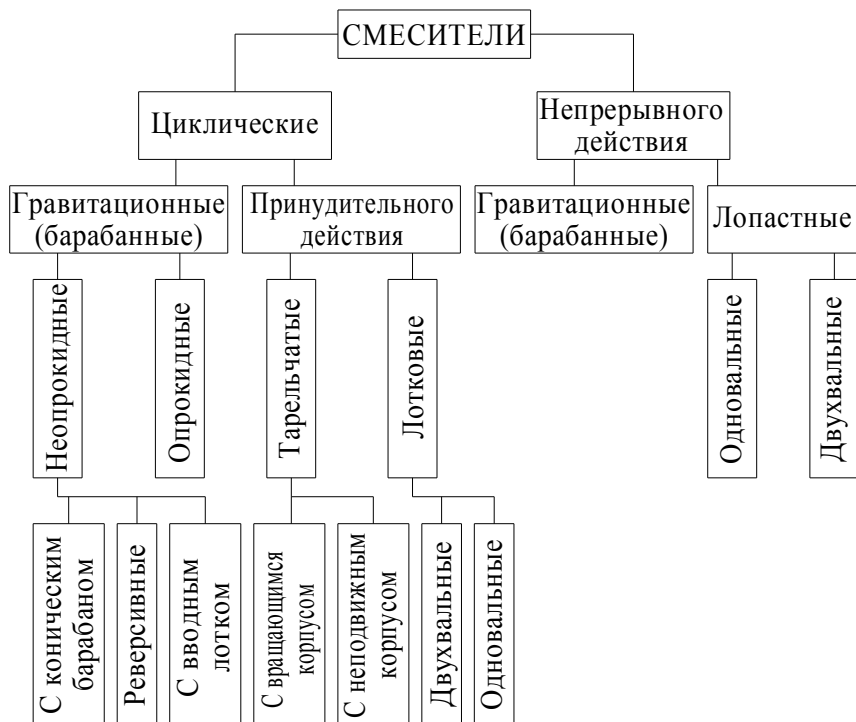 СМЕСИТЕЛИ
Циклические
Непрерывного
действия
Гравитационные
(барабанные)
Принудительного
действия
Гравитационные
(барабанные)
Лопастные
Неопрокидные
Опрокидные
Тарельчатые
Лотковые
Одновальные
Двухвальные
С коническим
барабаном
Реверсивные
С вводным
лотком
С вращающимся
корпусом
С неподвижным
корпусом
Двухвальные
Одновальные